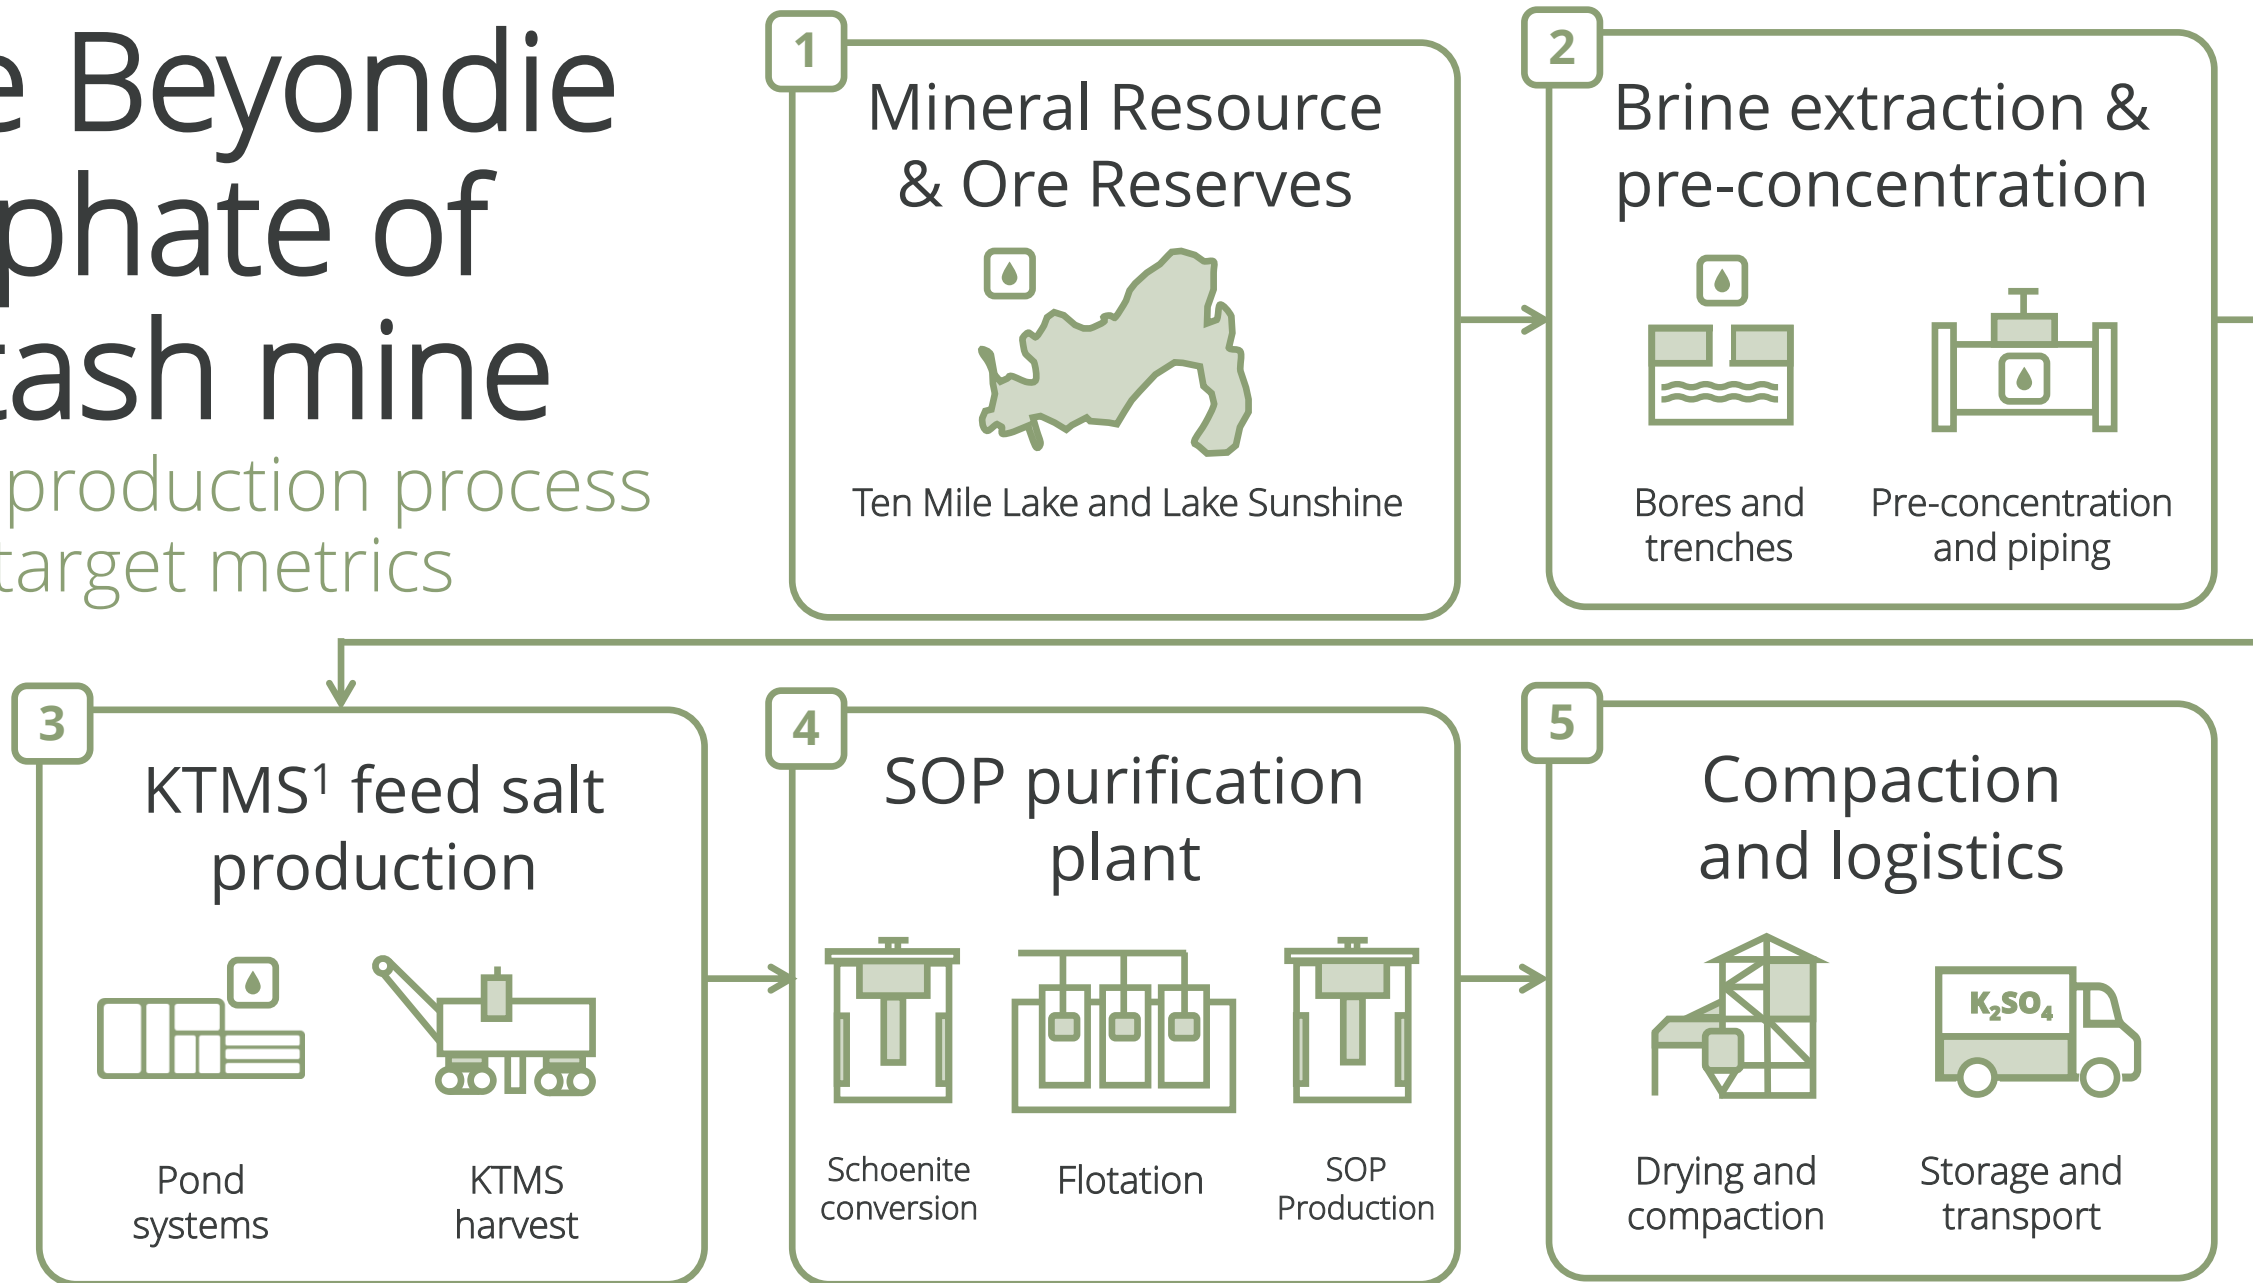 e Beyondie
phate of
tash mine
production process
target metrics
1
Mineral Resource
& Ore Reserves
Ten Mile Lake and Lake Sunshine
2
Brine extraction &
pre-concentration
Bores and
trenches
Pre-concentration
and piping
3
KTMS¹ feed salt
production
Pond
systems
KTMS
harvest
4
SOP purification
plant
Schoenite
conversion
Flotation
SOP
Production
5
Compaction
and logistics
K₂SO₄
Drying and
compaction
Storage and
transport